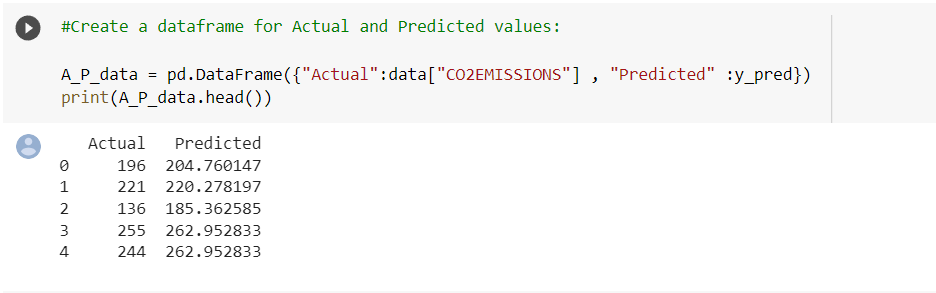 #Create a dataframe for Actual and Predicted values:
A_P_data = pd.DataFrame({"Actual":data["CO2EMISSIONS"] , "Predicted" :y_pred})
print(A_P_data.head())
Actual Predicted
0 196 204.760147
1 221 220.278197
2 136 185.362585
3 255 262.952833
4 244 262.952833